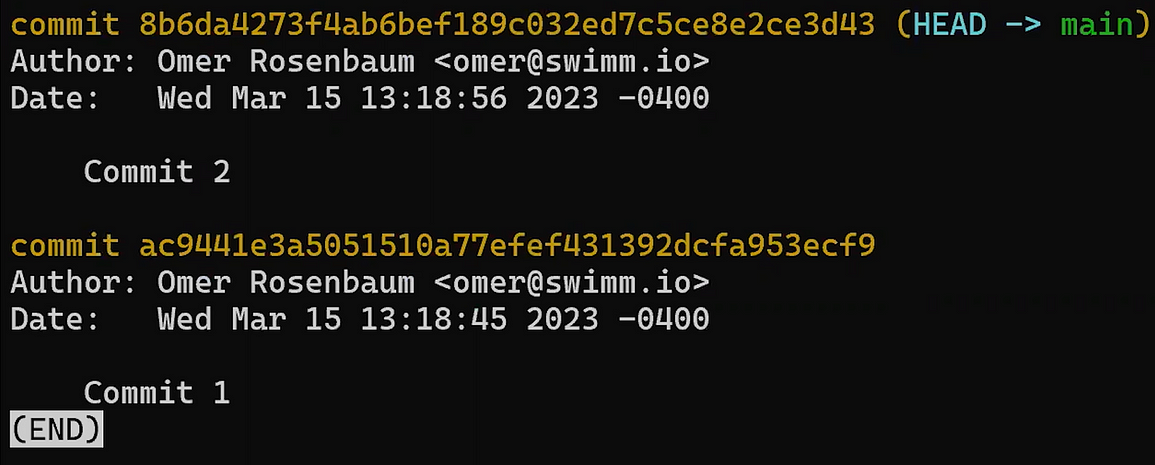 commit 8b6da4273f4ab6bef189c032ed7c5ce8e2ce3d43 (HEAD -> main)
Author: Omer Rosenbaum <omer@swimm.io>
Date:   Wed Mar 15 13:18:56 2023 -0400

    Commit 2

commit ac9441e3a5051510a77efef431392dcfa953ecf9
Author: Omer Rosenbaum <omer@swimm.io>
Date:   Wed Mar 15 13:18:45 2023 -0400

    Commit 1
(END)